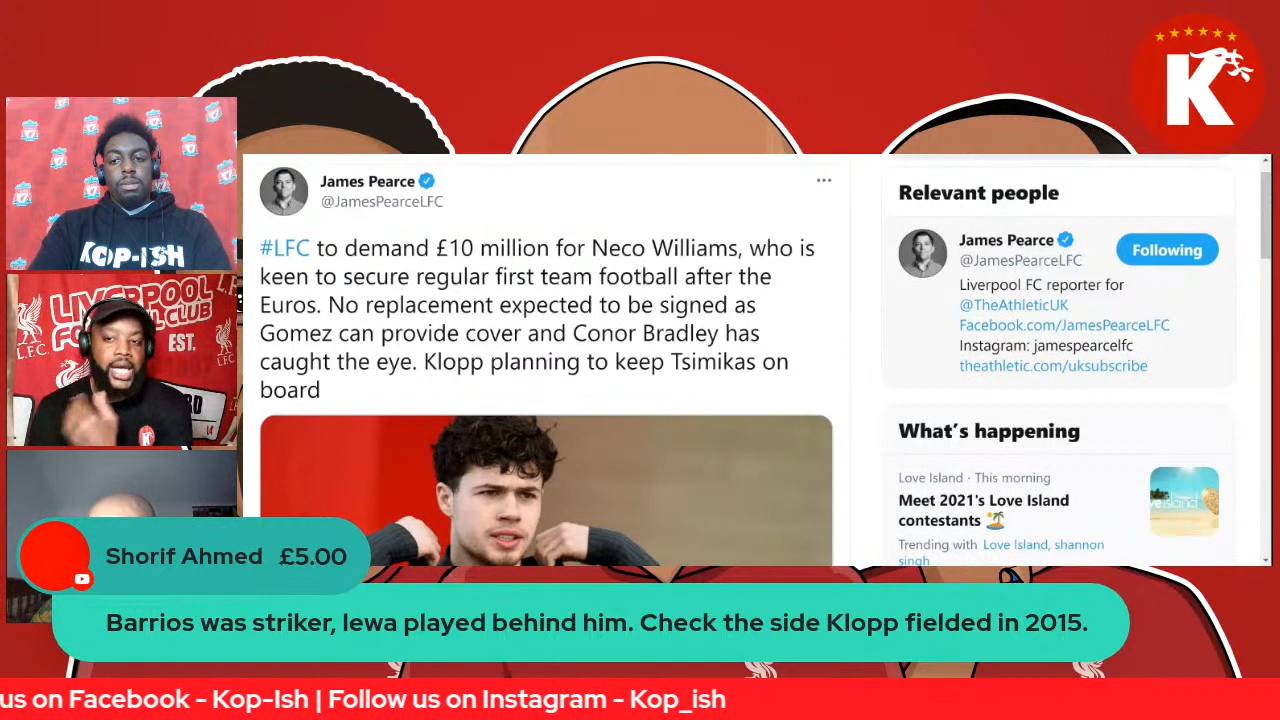 K
KOP-ISH
LIVERPOOL
FOOTBALL CLUB
EST.
L.F.C.
James Pearce
@JamesPearceLFC
#LFC to demand £10 million for Neco Williams, who is
keen to secure regular first team football after the
Euros. No replacement expected to be signed as
Gomez can provide cover and Conor Bradley has
caught the eye. Klopp planning to keep Tsimikas on
board
Relevant people
James Pearce
@JamesPearceLFC
Following
Liverpool FC reporter for
@TheAthleticUK
Facebook.com/JamesPearceLFC
Instagram: jamespearcelfc
theathletic.com/uksubscribe
What's happening
Love Island · This morning
Meet 2021's Love Island
contestants
Trending with Love Island, shannon
singh
Shorif Ahmed £5.00
Barrios was striker, lewa played behind him. Check the side Klopp fielded in 2015.
us on Facebook - Kop-Ish | Follow us on Instagram - Kop_ish